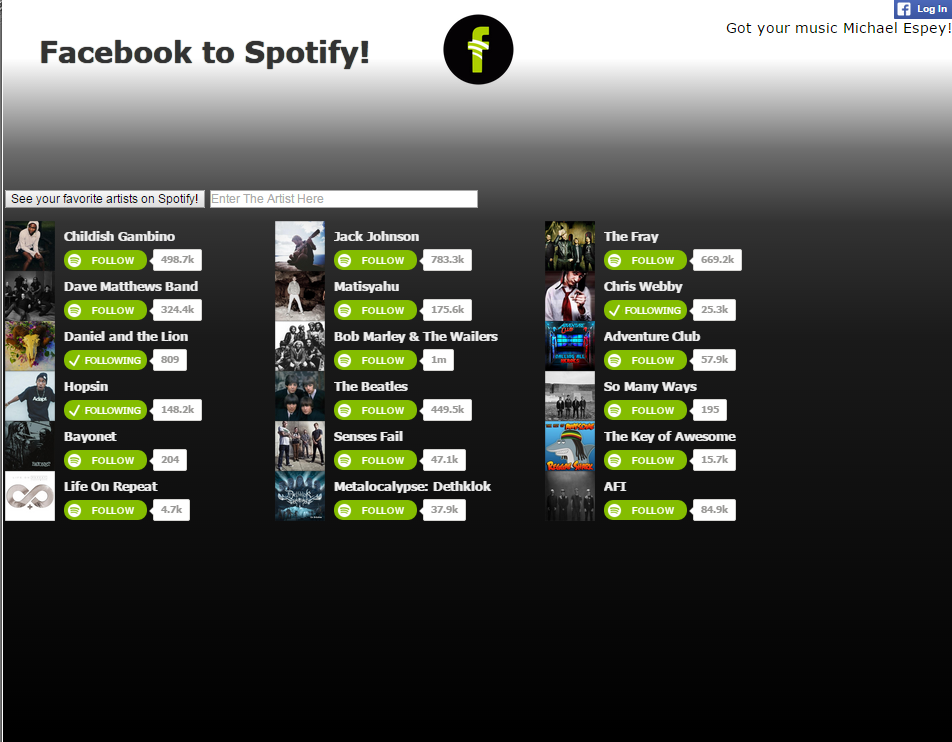 Log In
Got your music Michael Espey!
Facebook to Spotify!
See your favorite artists on Spotify! Enter The Artist Here
Childish Gambino
FOLLOW 498.7k
Jack Johnson
FOLLOW 783.3k
The Fray
FOLLOW 669.2k
Dave Matthews Band
FOLLOW 324.4k
Matisyahu
FOLLOW 175.6k
Chris Webby
FOLLOWING 25.3k
Daniel and the Lion
FOLLOWING 809
Bob Marley & The Wailers
FOLLOW 1m
Adventure Club
FOLLOW 57.9k
Hopsin
FOLLOWING 148.2k
The Beatles
FOLLOW 449.5k
So Many Ways
FOLLOW 195
Bayonet
FOLLOW 204
Senses Fail
FOLLOW 47.1k
The Key of Awesome
FOLLOW 15.7k
Life On Repeat
FOLLOW 4.7k
Metalocalypse: Dethklok
FOLLOW 37.9k
AFI
FOLLOW 84.9k